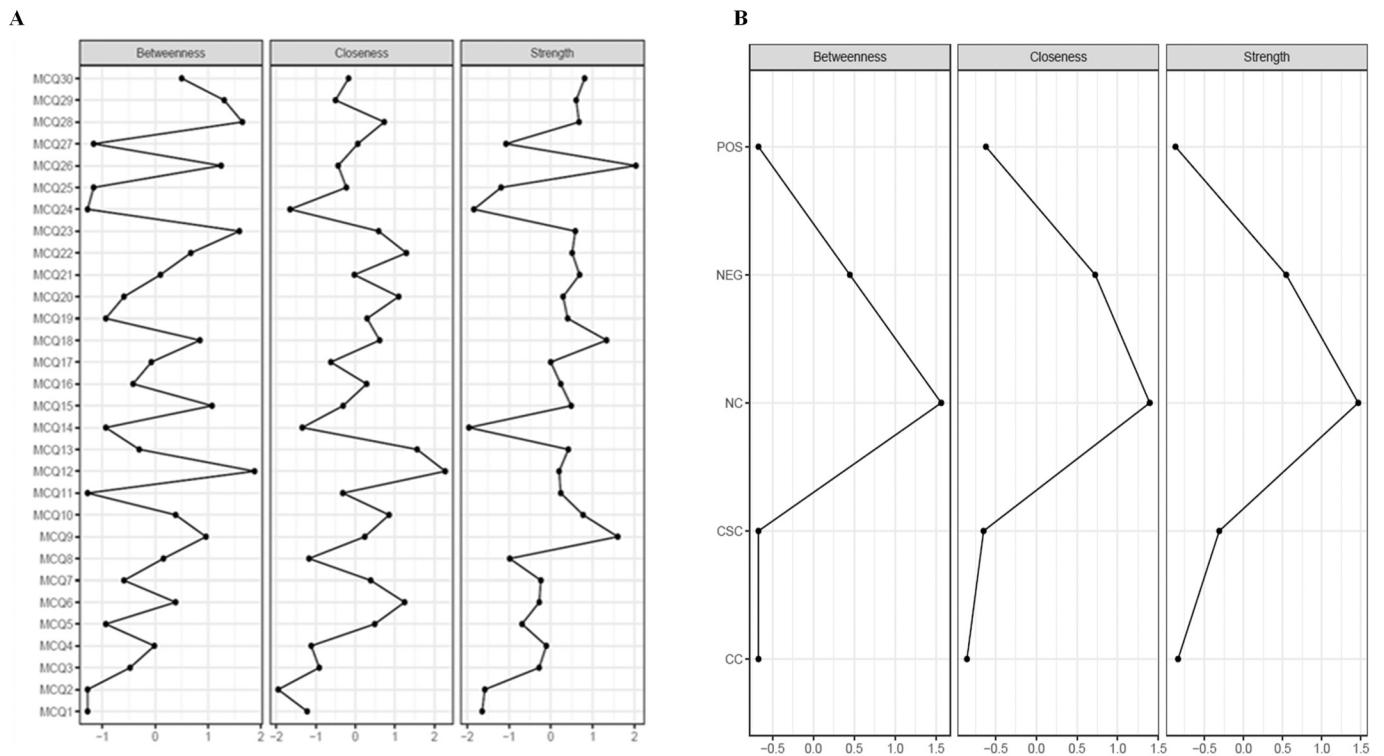 A
B
Betweenness Closeness Strength
Betweenness Closeness Strength
MCQ30
MCQ29
MCQ28
MCQ27
MCQ26
MCQ25
MCQ24
MCQ23
MCQ22
MCQ21
MCQ20
MCQ19
MCQ18
MCQ17
MCQ16
MCQ15
MCQ14
MCQ13
MCQ12
MCQ11
MCQ10
MCQ9
MCQ8
MCQ7
MCQ6
MCQ5
MCQ4
MCQ3
MCQ2
MCQ1
−1 0 1 2 −2 −1 0 1 2 −2 −1 0 1 2
POS
NEG
NC
CSC
CC
−0.5 0.0 0.5 1.0 1.5 −0.5 0.0 0.5 1.0 1.5 −0.5 0.0 0.5 1.0 1.5